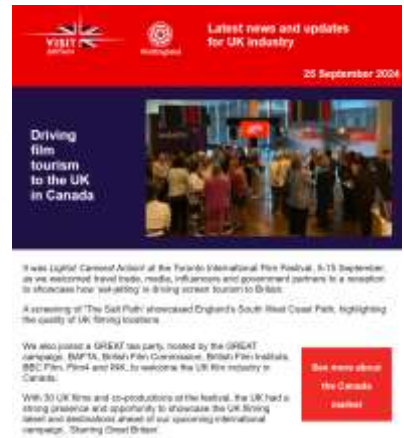 VISIT
BRITAIN
VisitEngland
Latest news and updates
for UK industry
25 September 2024
Driving
film
tourism
to the UK
in Canada
It was Lights! Camera! Action! at the Toronto International Film Festival, 5-15 September,
as we welcomed travel trade, media, influencers and government partners to a reception
to showcase how 'set-jetting' is driving screen tourism to Britain.
A screening of 'The Salt Path' showcased England's South West Coast Path, highlighting
the quality of UK filming locations.
We also joined a GREAT tea party, hosted by the GREAT
campaign, BAFTA, British Film Commission, British Film Institute,
BBC Film, Film4 and PINK, to welcome the UK film industry in
Canada.
With 30 UK films and co-productions at the festival, the UK had a
strong presence and opportunity to showcase the UK filming
talent and destinations ahead of our upcoming international
campaign, 'Starring Great Britain'.
See more about
the Canada
market